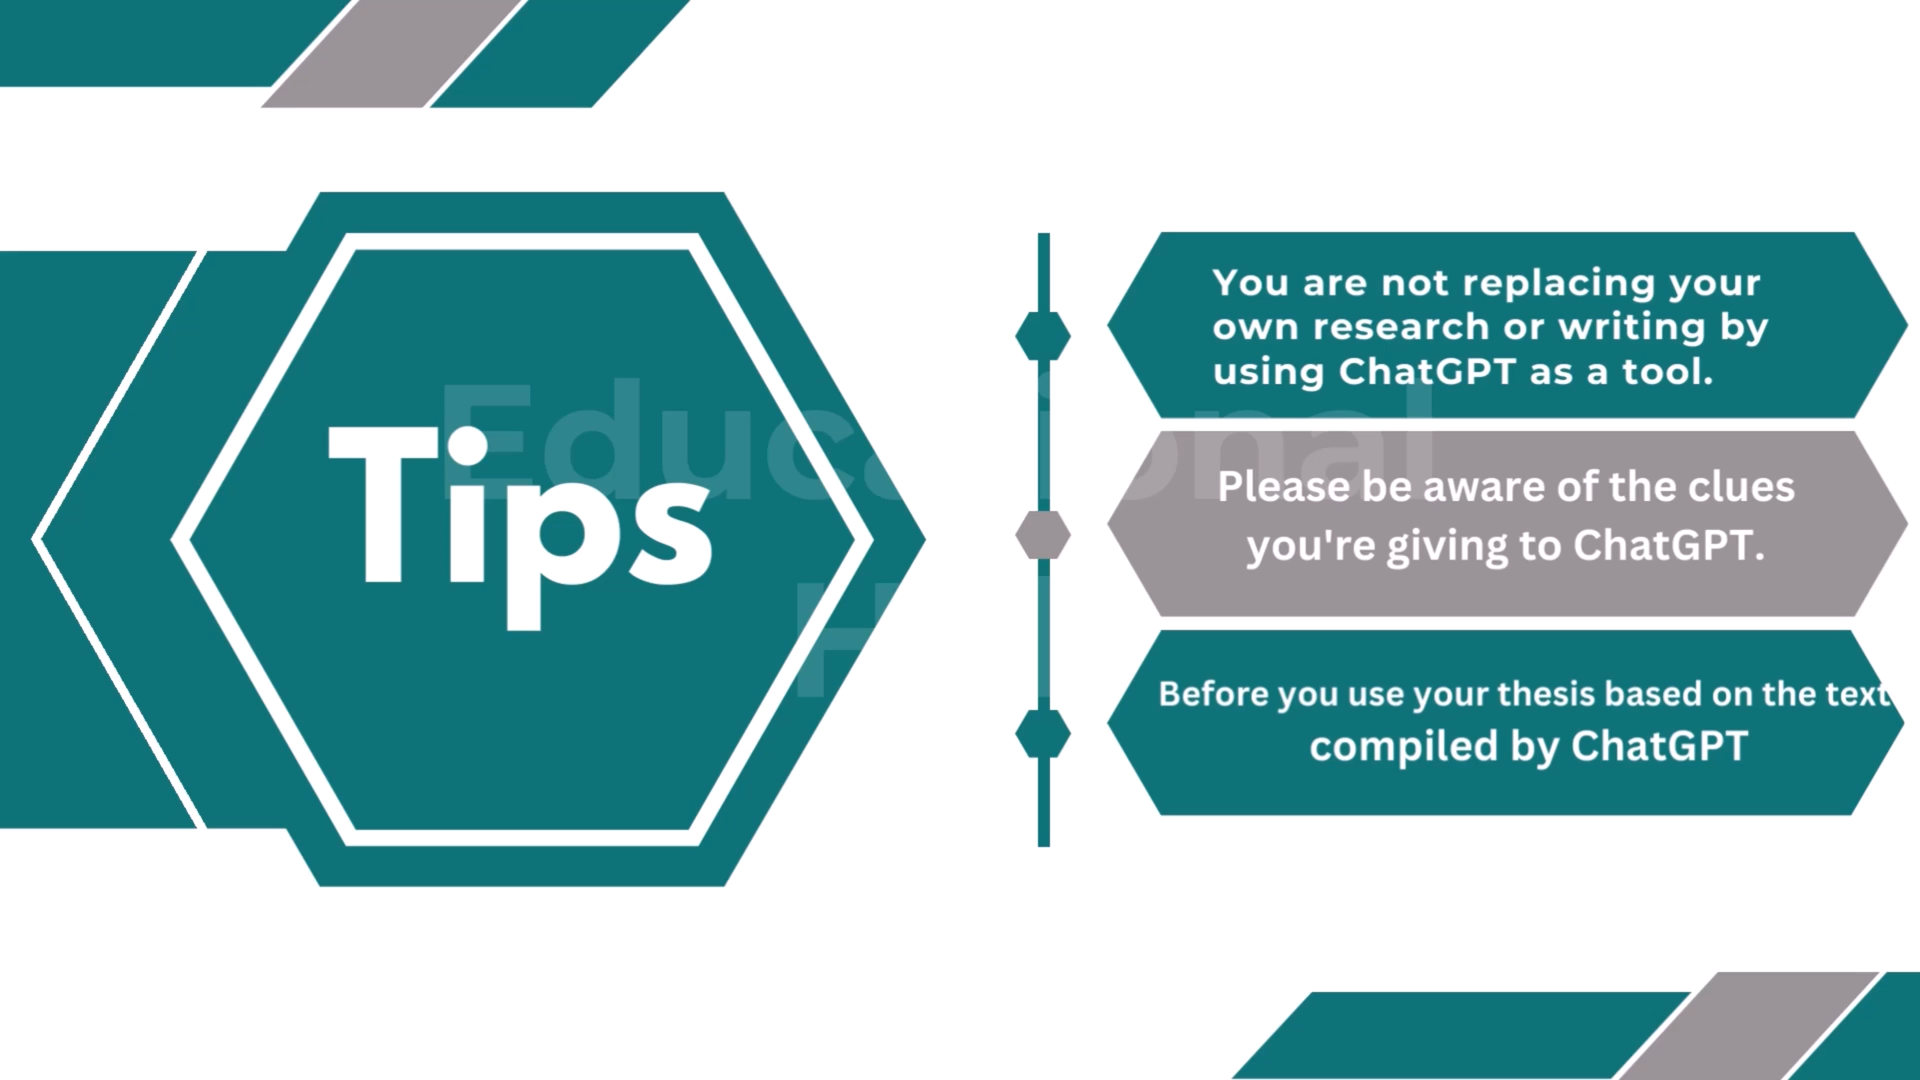 Tips
You are not replacing your
own research or writing by
using ChatGPT as a tool.
Please be aware of the clues
you're giving to ChatGPT.
Before you use your thesis based on the text
compiled by ChatGPT
Educational